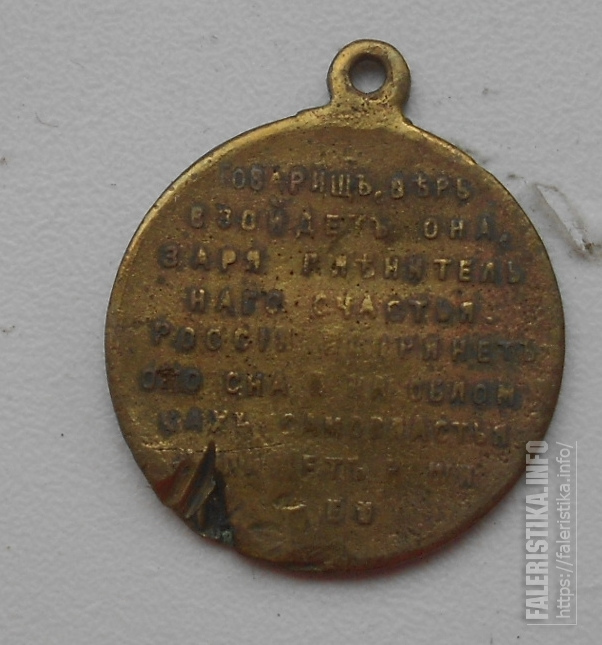 ТОВАРИЩЪ, ВѢРЬ
ВЗОЙДЕТЪ ОНА,
ЗАРЯ ПЛѢНИТЕЛЬ
НАГО СЧАСТЬЯ.
РОССІЯ ВСПРЯНЕТЪ
ОТО СНА И НА ОБЛОМ
КАХЪ САМОВЛАСТЬЯ
FALERISTIKA.INFO
https://faleristika.info/